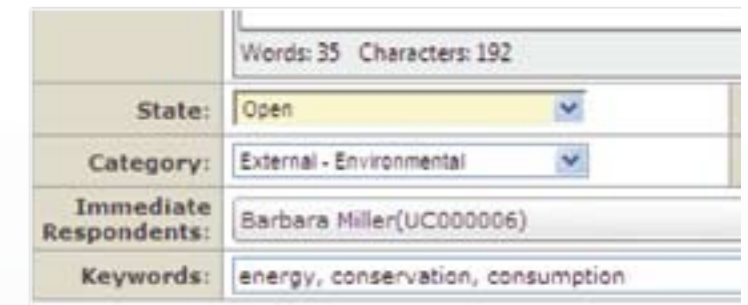 Words: 35 Characters: 192
State: Open
Category: External - Environmental
Immediate Respondents: Barbara Miller(UC000006)
Keywords: energy, conservation, consumption